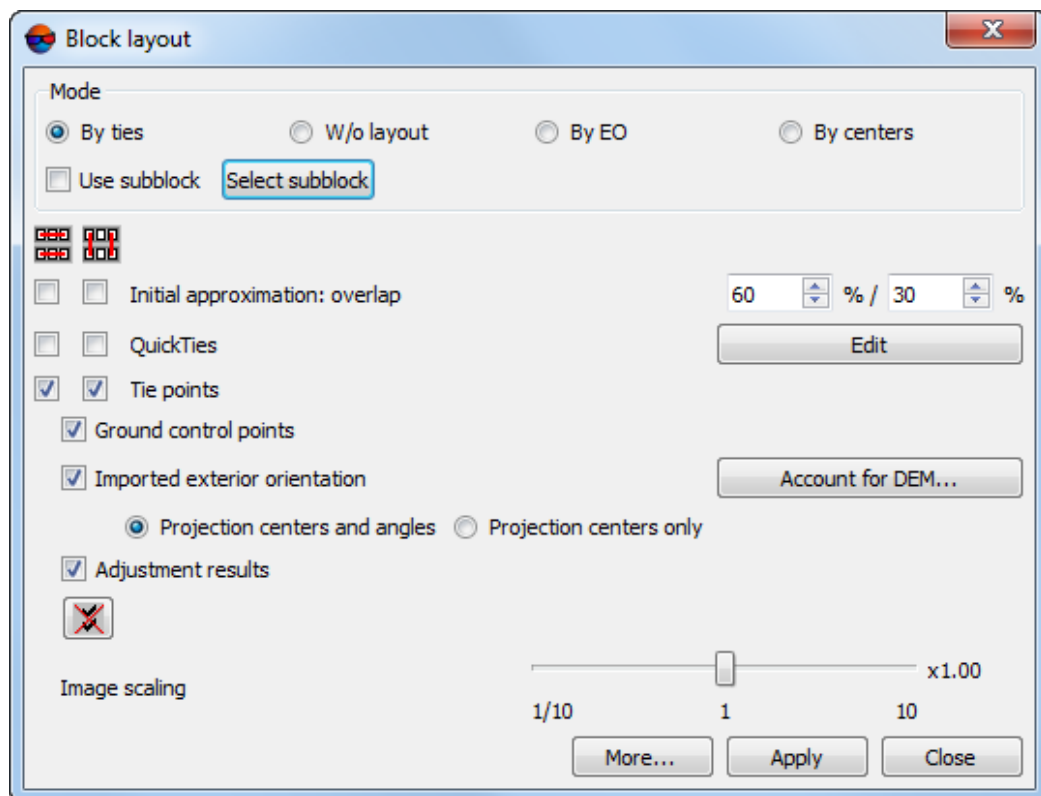 Block layout
Mode
By ties W/o layout By EO By centers
Use subblock Select subblock
Initial approximation: overlap 60 % / 30 %
QuickTies Edit
Tie points
Ground control points
Imported exterior orientation Account for DEM...
Projection centers and angles Projection centers only
Adjustment results
Image scaling x1.00
1/10 1 10
More... Apply Close